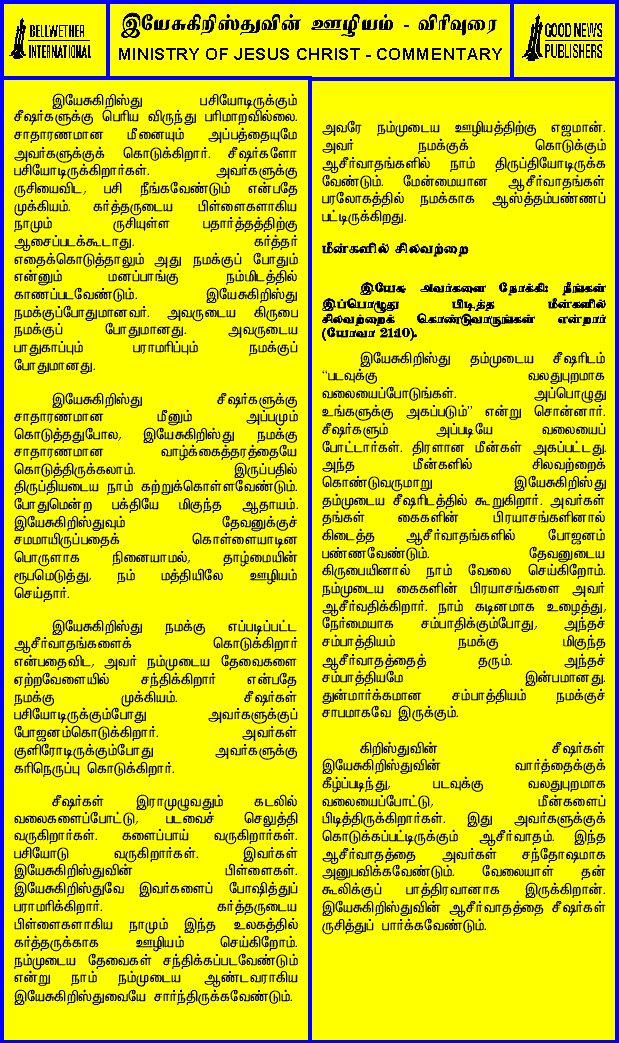 BELLWETHER
INTERNATIONAL
இயேசுகிறிஸ்துவின் ஊழியம் - விரிவுரை
MINISTRY OF JESUS CHRIST - COMMENTARY
GOOD NEWS
PUBLISHERS
இயேசுகிறிஸ்து பசியோடிருக்கும்
சீஷர்களுக்கு பெரிய விருந்து பரிமாறவில்லை.
சாதாரணமான மீனையும் அப்பத்தையுமே
அவர்களுக்குக் கொடுக்கிறார். சீஷர்களோ
பசியோடிருக்கிறார்கள். அவர்களுக்கு
ருசியைவிட, பசி நீங்கவேண்டும் என்பதே
முக்கியம். கர்த்தருடைய பிள்ளைகளாகிய
நாமும் ருசியுள்ள பதார்த்தத்திற்கு
ஆசைப்படக்கூடாது. கர்த்தர்
எதைக்கொடுத்தாலும் அது நமக்குப் போதும்
என்னும் மனப்பாங்கு நம்மிடத்தில்
காணப்படவேண்டும். இயேசுகிறிஸ்து
நமக்குப்போதுமானவர். அவருடைய கிருபை
நமக்குப் போதுமானது. அவருடைய
பாதுகாப்பும் பராமரிப்பும் நமக்குப்
போதுமானது.
இயேசுகிறிஸ்து சீஷர்களுக்கு
சாதாரணமான மீனும் அப்பமும்
கொடுத்ததுபோல, இயேசுகிறிஸ்து நமக்கு
சாதாரணமான வாழ்க்கைத்தரத்தையே
கொடுத்திருக்கலாம். இருப்பதில்
திருப்தியடைய நாம் கற்றுக்கொள்ளவேண்டும்.
போதுமென்ற பக்தியே மிகுந்த ஆதாயம்.
இயேசுகிறிஸ்துவும் தேவனுக்குச்
சமமாயிருப்பதைக் கொள்ளையாடின
பொருளாக நினையாமல், தாழ்மையின்
ரூபமெடுத்து, நம் மத்தியிலே ஊழியம்
செய்தார்.
இயேசுகிறிஸ்து நமக்கு எப்படிப்பட்ட
ஆசீர்வாதங்களைக் கொடுக்கிறார்
என்பதைவிட, அவர் நம்முடைய தேவைகளை
ஏற்றவேளையில் சந்திக்கிறார் என்பதே
நமக்கு முக்கியம். சீஷர்கள்
பசியோடிருக்கும்போது அவர்களுக்குப்
போஜனம்கொடுக்கிறார். அவர்கள்
குளிரோடிருக்கும்போது அவர்களுக்கு
கரிநெருப்பு கொடுக்கிறார்.
சீஷர்கள் இராமுழுவதும் கடலில்
வலைகளைப்போட்டு, படவைச் செலுத்தி
வருகிறார்கள். களைப்பாய் வருகிறார்கள்.
பசியோடு வருகிறார்கள். இவர்கள்
இயேசுகிறிஸ்துவின் பிள்ளைகள்.
இயேசுகிறிஸ்துவே இவர்களைப் போஷித்துப்
பராமரிக்கிறார். கர்த்தருடைய
பிள்ளைகளாகிய நாமும் இந்த உலகத்தில்
கர்த்தருக்காக ஊழியம் செய்கிறோம்.
நம்முடைய தேவைகள் சந்திக்கப்படவேண்டும்
என்று நாம் நம்முடைய ஆண்டவராகிய
இயேசுகிறிஸ்துவையே சார்ந்திருக்கவேண்டும்.
அவரே நம்முடைய ஊழியத்திற்கு எஜமான்.
அவர் நமக்குக் கொடுக்கும்
ஆசீர்வாதங்களில் நாம் திருப்தியோடிருக்க
வேண்டும். மேன்மையான ஆசீர்வாதங்கள்
பரலோகத்தில் நமக்காக ஆஸ்த்தம்பண்ணப்
பட்டிருக்கிறது.
மீன்களில் சிலவற்றை
இயேசு அவர்களை நோக்கி: நீங்கள்
இப்பொழுது பிடித்த மீன்களில்
சிலவற்றைக் கொண்டுவாருங்கள் என்றார்
(யோவா 21:10).
இயேசுகிறிஸ்து தம்முடைய சீஷரிடம்
“படவுக்கு வலதுபுறமாக
வலையைப்போடுங்கள். அப்பொழுது
உங்களுக்கு அகப்படும்” என்று சொன்னார்.
சீஷர்களும் அப்படியே வலையைப்
போட்டார்கள். திரளான மீன்கள் அகப்பட்டது.
அந்த மீன்களில் சிலவற்றைக்
கொண்டுவருமாறு இயேசுகிறிஸ்து
தம்முடைய சீஷரிடத்தில் கூறுகிறார். அவர்கள்
தங்கள் கைகளின் பிரயாசங்களினால்
கிடைத்த ஆசீர்வாதங்களில் போஜனம்
பண்ணவேண்டும். தேவனுடைய
கிருபையினால் நாம் வேலை செய்கிறோம்.
நம்முடைய கைகளின் பிரயாசங்களை அவர்
ஆசீர்வதிக்கிறார். நாம் கடினமாக உழைத்து,
நேர்மையாக சம்பாதிக்கும்போது, அந்தச்
சம்பாத்தியம் நமக்கு மிகுந்த
ஆசீர்வாதத்தைத் தரும். அந்தச்
சம்பாத்தியமே இன்பமானது.
துன்மார்க்கமான சம்பாத்தியம் நமக்குச்
சாபமாகவே இருக்கும்.
கிறிஸ்துவின் சீஷர்கள்
இயேசுகிறிஸ்துவின் வார்த்தைக்குக்
கீழ்ப்படிந்து, படவுக்கு வலதுபுறமாக
வலையைப்போட்டு, மீன்களைப்
பிடித்திருக்கிறார்கள். இது அவர்களுக்குக்
கொடுக்கப்பட்டிருக்கும் ஆசீர்வாதம். இந்த
ஆசீர்வாதத்தை அவர்கள் சந்தோஷமாக
அனுபவிக்கவேண்டும். வேலையாள் தன்
கூலிக்குப் பாத்திரவானாக இருக்கிறான்.
இயேசுகிறிஸ்துவின் ஆசீர்வாதத்தை சீஷர்கள்
ருசித்துப் பார்க்கவேண்டும்.